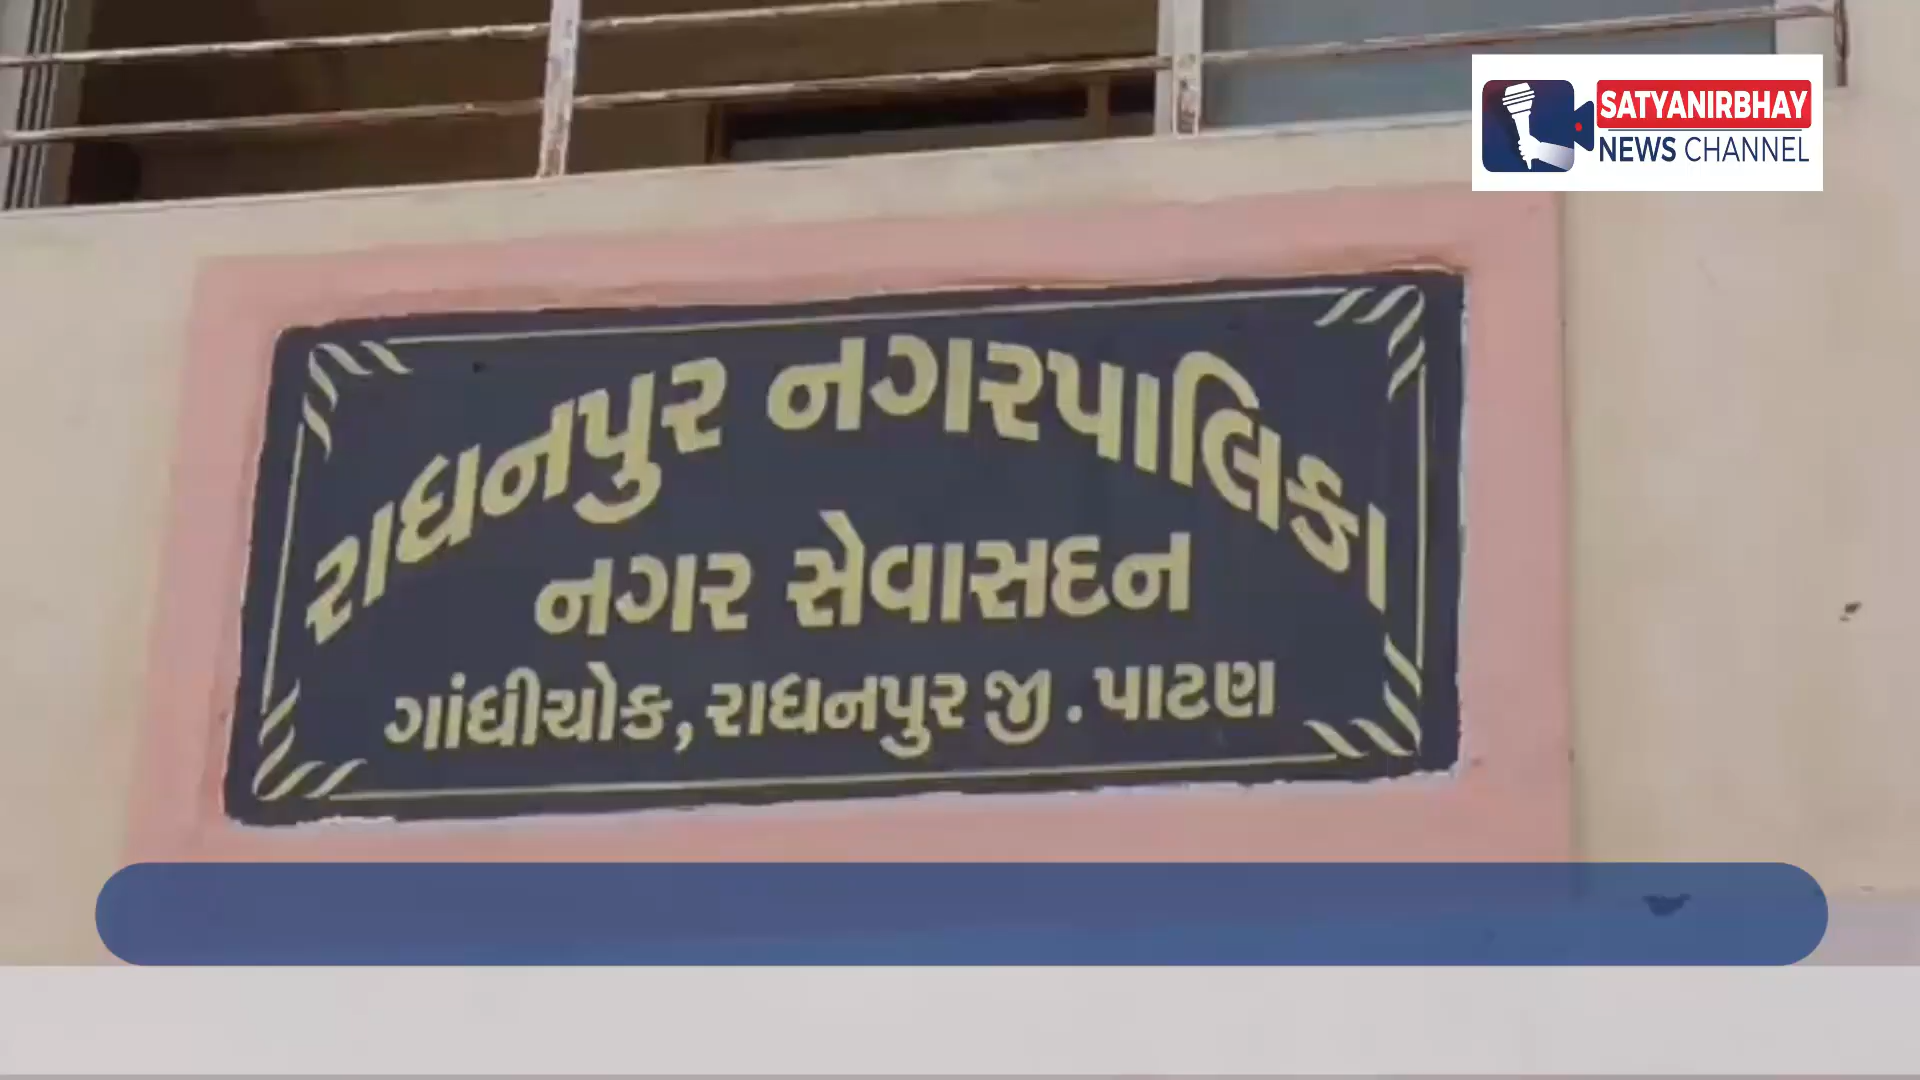 SATYANIRBHAY
NEWS CHANNEL
રાધનપુર નગરપાલિકા
નગર સેવાસદન
ગાંધીચોક, રાધનપુર જી. પાટણ